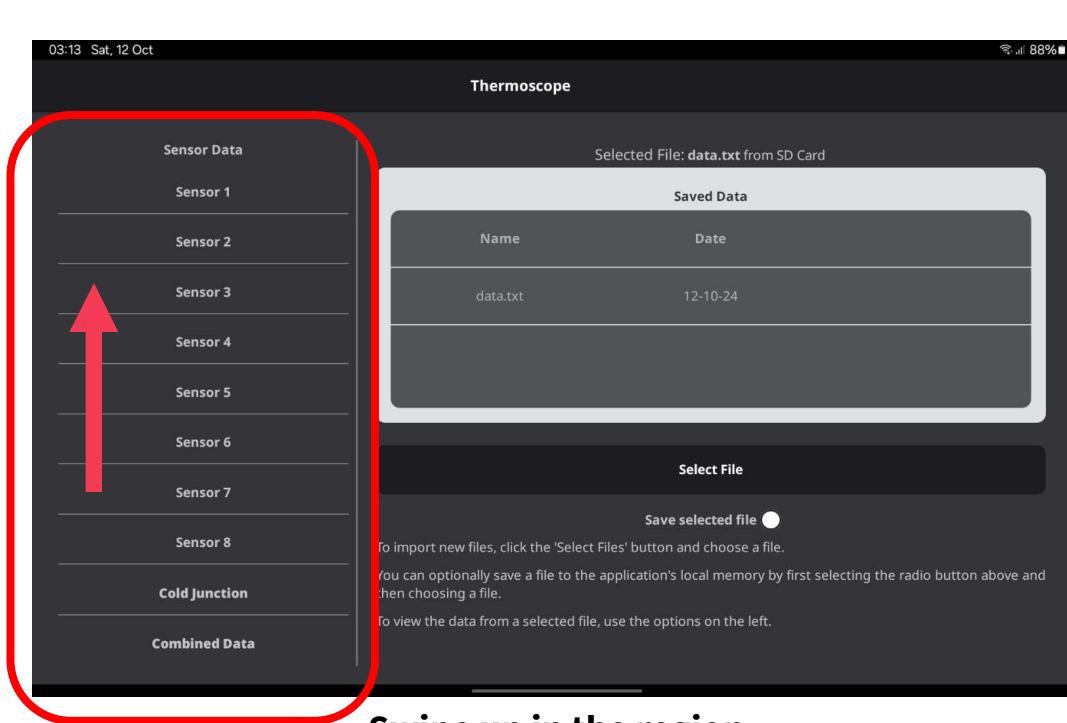 03:13 Sat, 12 Oct
88%
Thermoscope
Sensor Data
Sensor 1
Sensor 2
Sensor 3
Sensor 4
Sensor 5
Sensor 6
Sensor 7
Sensor 8
Cold Junction
Combined Data
Selected File: data.txt from SD Card
Saved Data
Name Date
data.txt 12-10-24
Select File
Save selected file
To import new files, click the 'Select Files' button and choose a file.
You can optionally save a file to the application's local memory by first selecting the radio button above and
then choosing a file.
To view the data from a selected file, use the options on the left.
Swipe up in the region